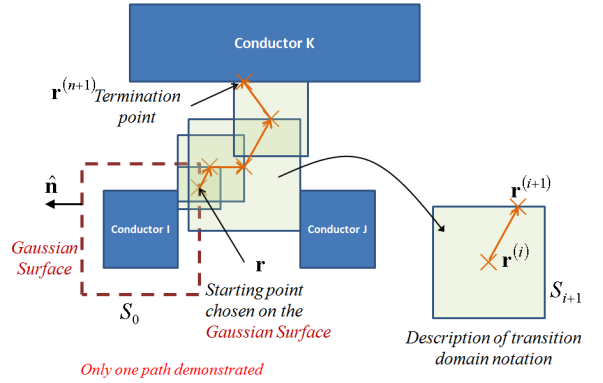 Conductor K
r^(n+1)
Termination
point
n̂
Conductor I
Conductor J
Gaussian
Surface
r
S_0
Starting point
chosen on the
Gaussian Surface
r^(i+1)
r^(i)
S_{i+1}
Description of transition
domain notation
Only one path demonstrated